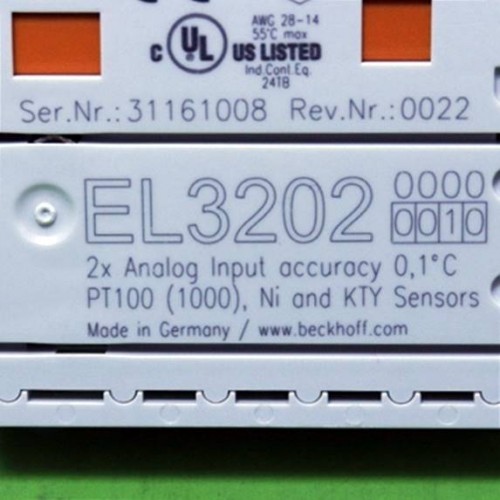 AWG 28-14
55°C max
C UL US LISTED
Ind.Cont.Eq.
24TB
Ser.Nr.: 31161008 Rev.Nr.: 0022
EL3202 0000
0010
2x Analog Input accuracy 0,1°C
PT100 (1000), Ni and KTY Sensors
Made in Germany / www.beckhoff.com